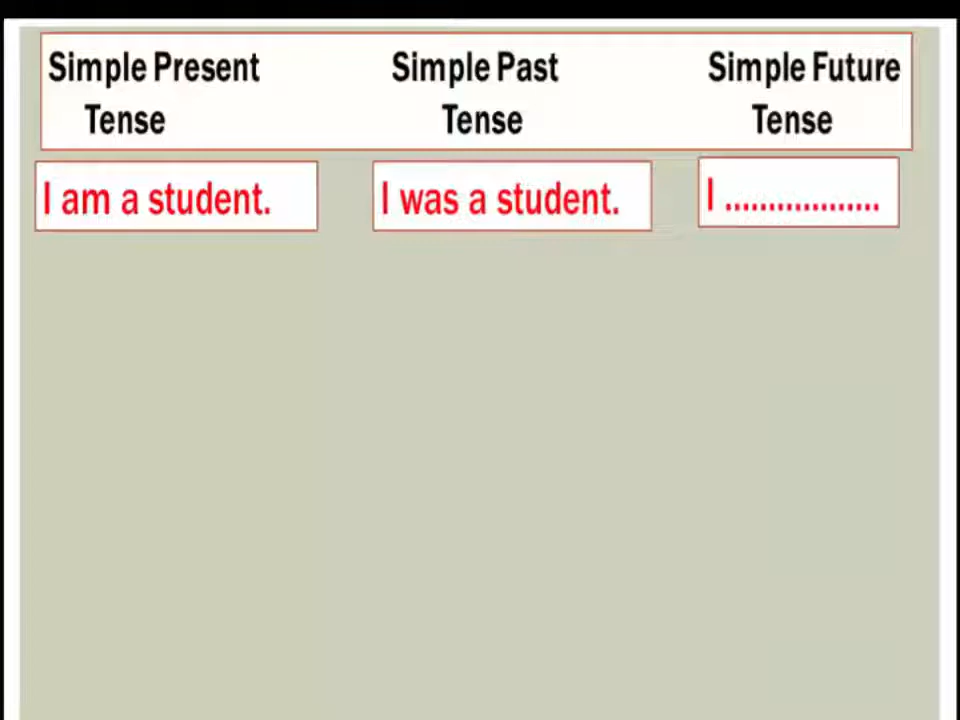 Simple Present Simple Past Simple Future
Tense Tense Tense
I am a student. I was a student. I ..................